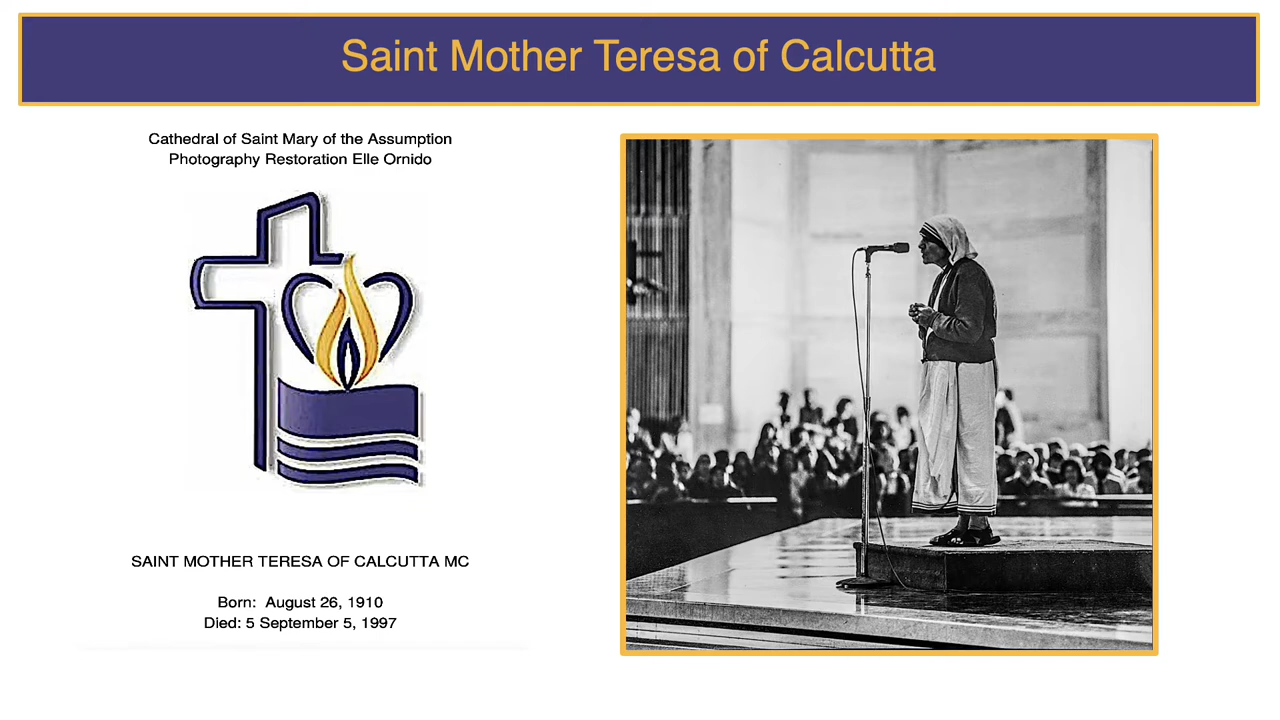 Saint Mother Teresa of Calcutta
Cathedral of Saint Mary of the Assumption
Photography Restoration Elle Ornido
SAINT MOTHER TERESA OF CALCUTTA MC
Born:  August 26, 1910
Died: 5 September 5, 1997